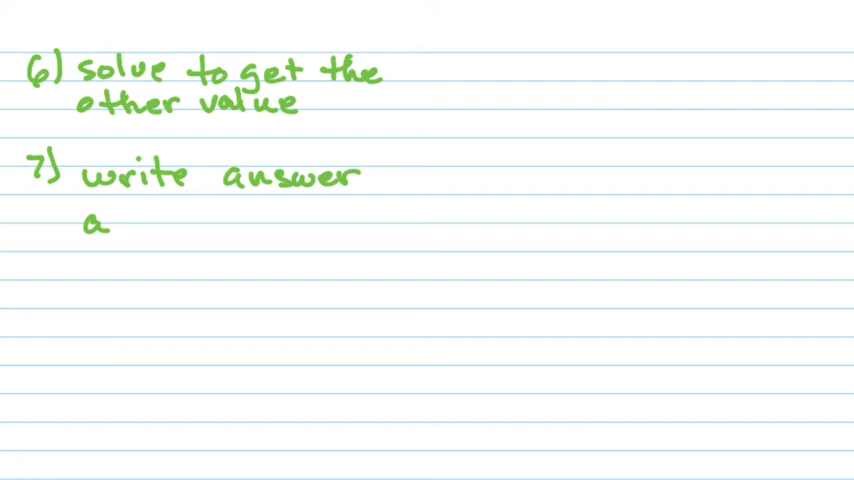 6) solve to get the
other value
7) write answer
a